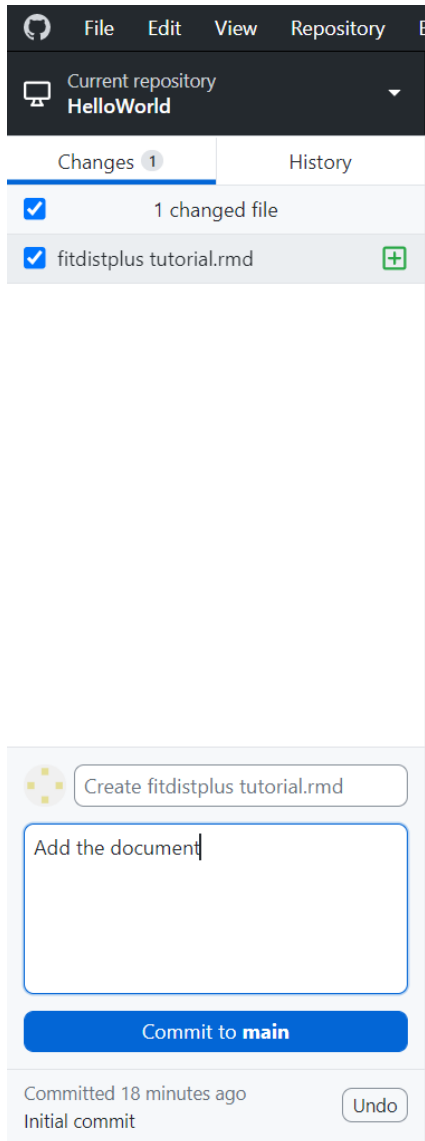 File Edit View Repository
Current repository
HelloWorld
Changes 1 History
1 changed file
fitdistplus tutorial.rmd
Create fitdistplus tutorial.rmd
Add the document
Commit to main
Committed 18 minutes ago
Initial commit
Undo